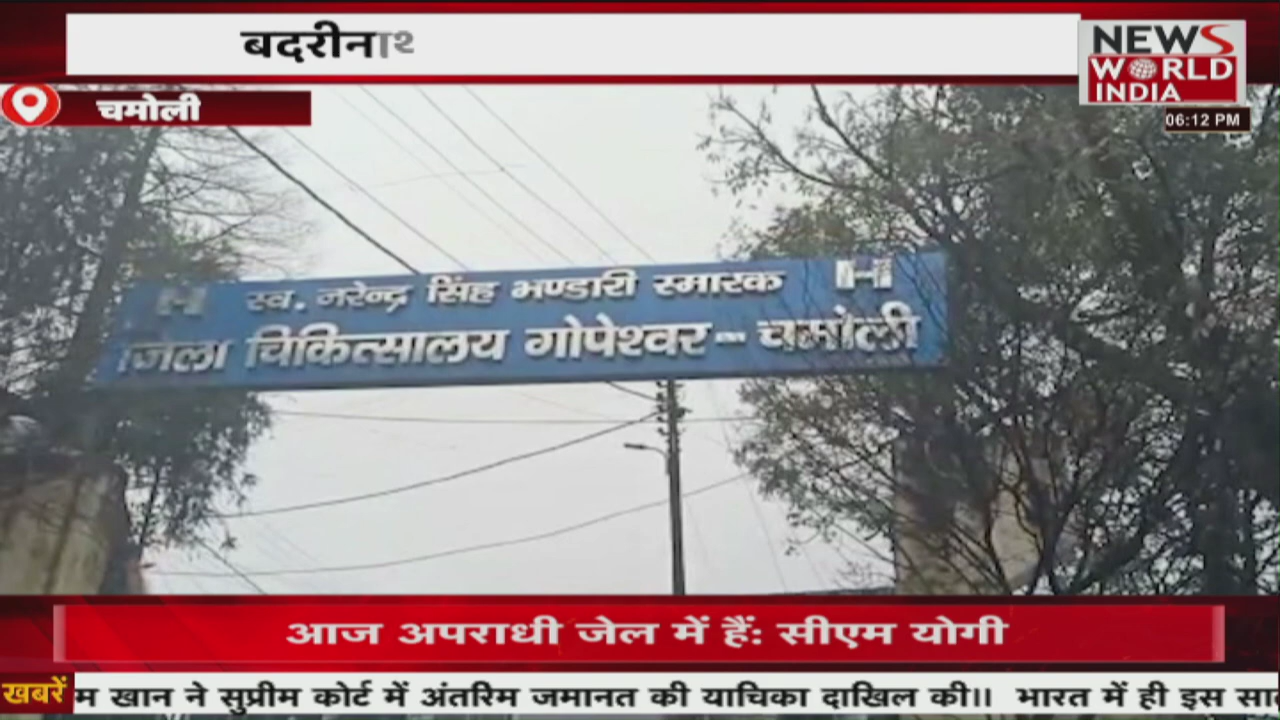 बदरीनाथ
NEWS
WORLD
INDIA
चमोली
06:12 PM
H स्व. नरेन्द्र सिंह भण्डारी स्मारक H
जिला चिकित्सालय गोपेश्वर - चमोली
आज अपराधी जेल में हैं: सीएम योगी
खबरें म खान ने सुप्रीम कोर्ट में अंतरिम जमानत की याचिका दाखिल की।। भारत में ही इस